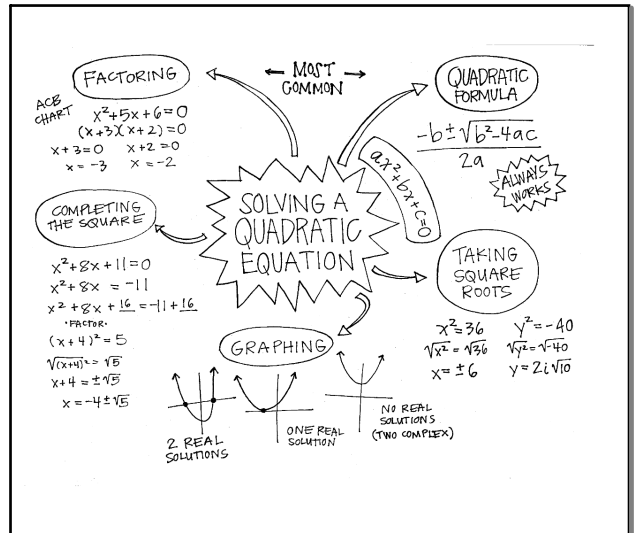 FACTORING
← MOST →
COMMON
QUADRATIC
FORMULA
ACB
CHART
x²+5x+6=0
(x+3)(x+2)=0
x+3=0 x+2=0
x=-3 x=-2
-b±√b²-4ac
2a
ALWAYS
WORKS
ax²+bx+c=0
SOLVING A
QUADRATIC
EQUATION
COMPLETING
THE SQUARE
x²+8x+11=0
x²+8x =-11
x²+8x+16=-11+16
·FACTOR·
(x+4)²=5
√(x+4)²=√5
x+4=±√5
x=-4±√5
TAKING
SQUARE
ROOTS
x²=36 y²=-40
√x²=√36 √y²=√-40
x=±6 y=2i√10
GRAPHING
2 REAL
SOLUTIONS
ONE REAL
SOLUTION
NO REAL
SOLUTIONS
(TWO COMPLEX)